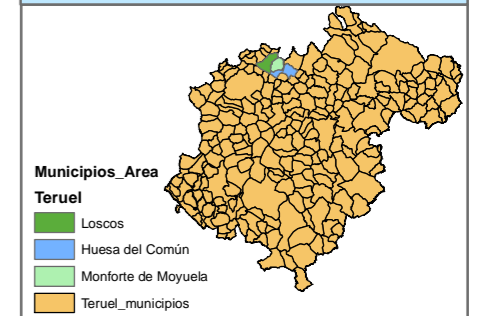 Municipios_Area
Teruel
Loscos
Huesa del Común
Monforte de Moyuela
Teruel_municipios